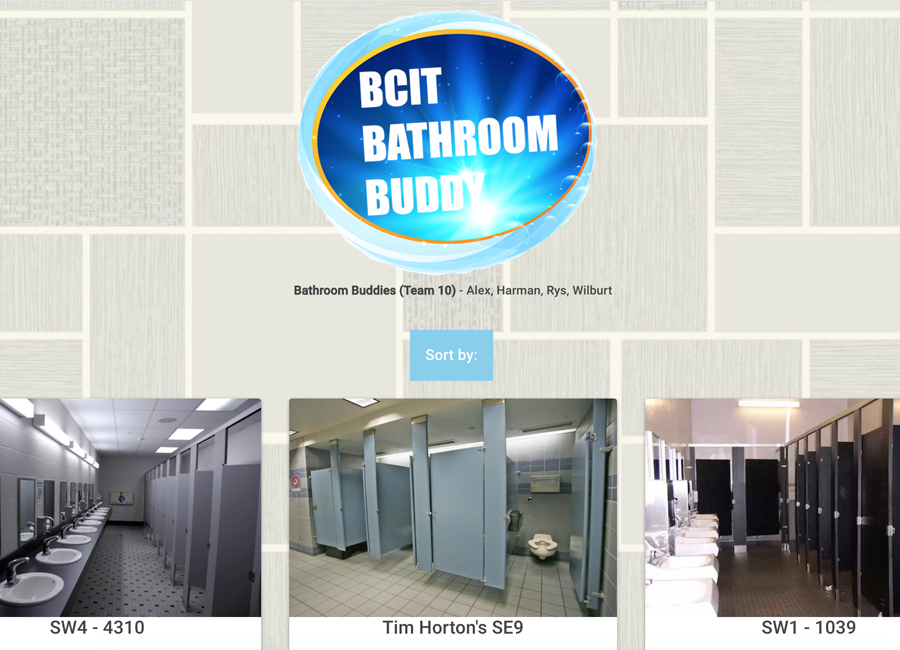 BCIT
BATHROOM
BUDDY
Bathroom Buddies (Team 10) - Alex, Harman, Rys, Wilburt
Sort by:
SW4 - 4310
Tim Horton's SE9
SW1 - 1039